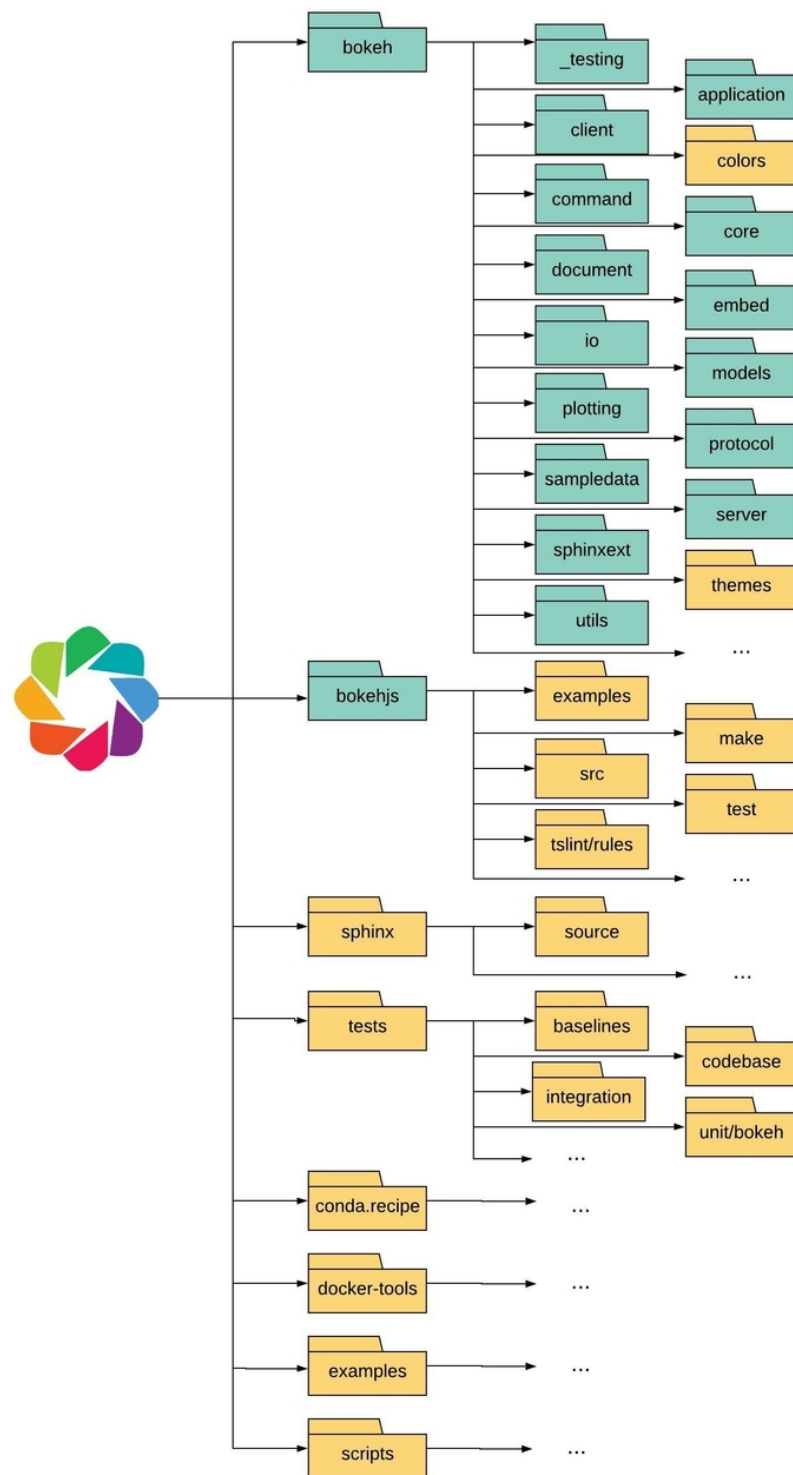 bokeh
_testing
application
client
colors
command
core
document
embed
io
models
plotting
protocol
sampledata
server
sphinxext
themes
utils
...
bokehjs
examples
make
src
test
tslint/rules
...
sphinx
source
...
tests
baselines
codebase
integration
unit/bokeh
...
conda.recipe
...
docker-tools
...
examples
...
scripts
...